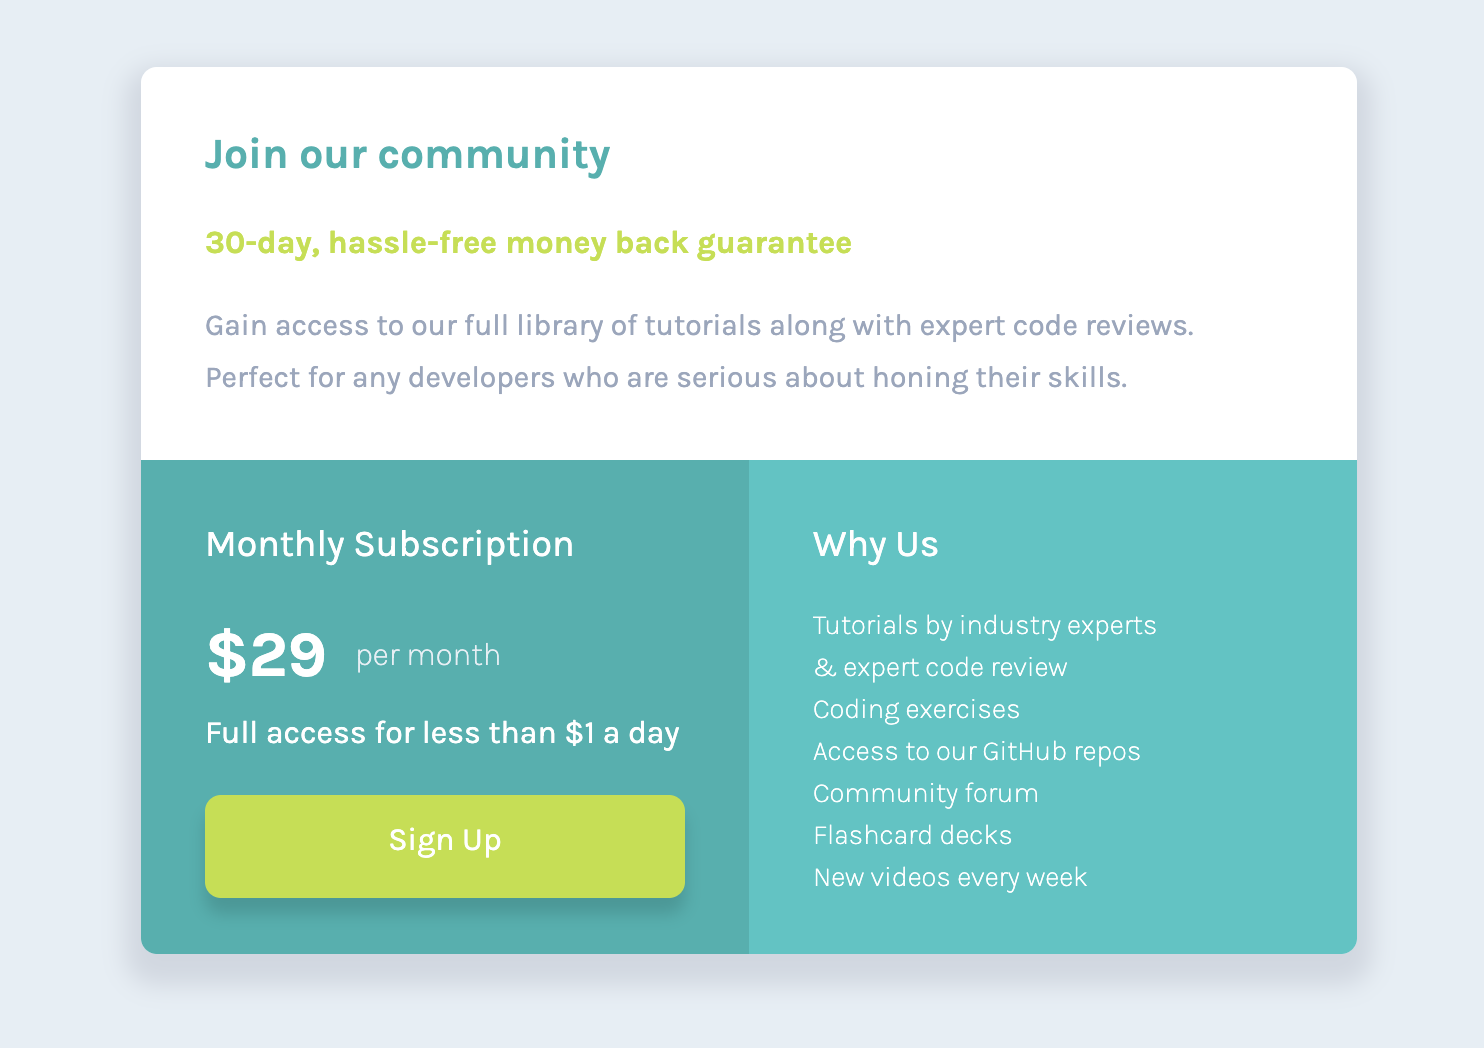 Join our community
30-day, hassle-free money back guarantee
Gain access to our full library of tutorials along with expert code reviews.
Perfect for any developers who are serious about honing their skills.
Monthly Subscription
$29 per month
Full access for less than $1 a day
Sign Up
Why Us
Tutorials by industry experts
& expert code review
Coding exercises
Access to our GitHub repos
Community forum
Flashcard decks
New videos every week